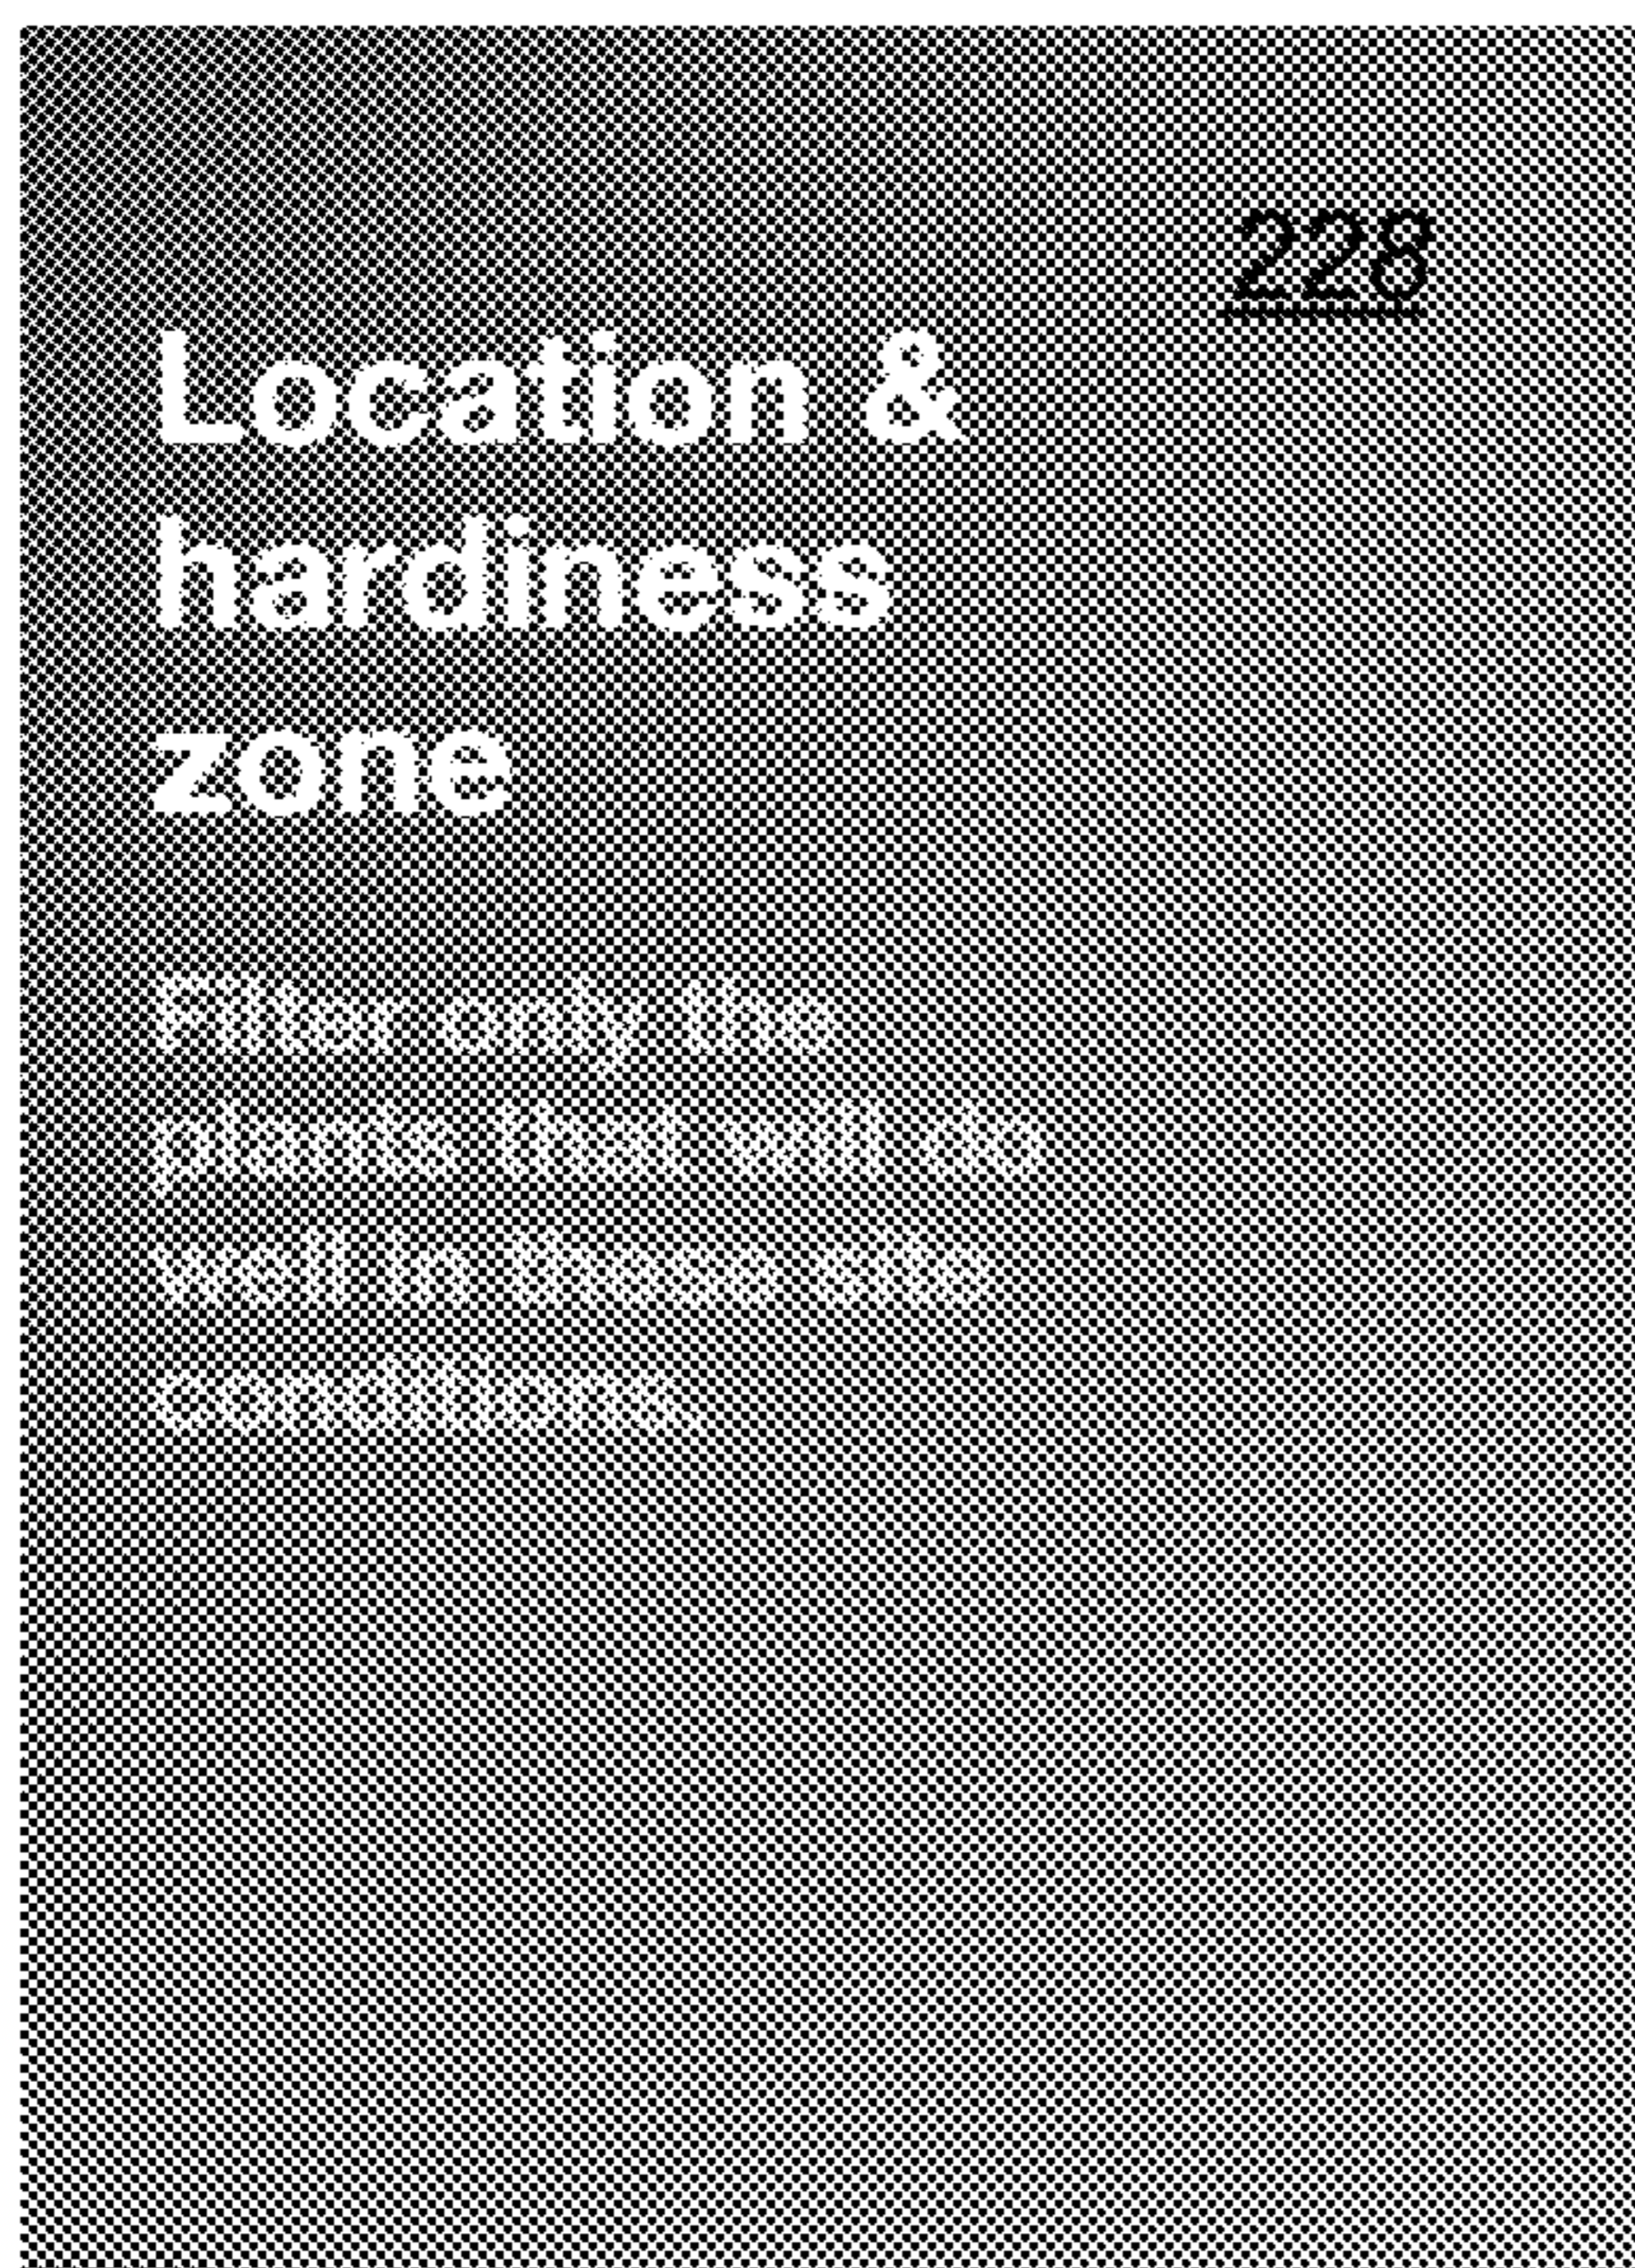 228
Location &
hardiness
zone
Filter only the
plants that will do
well in these site
conditions.